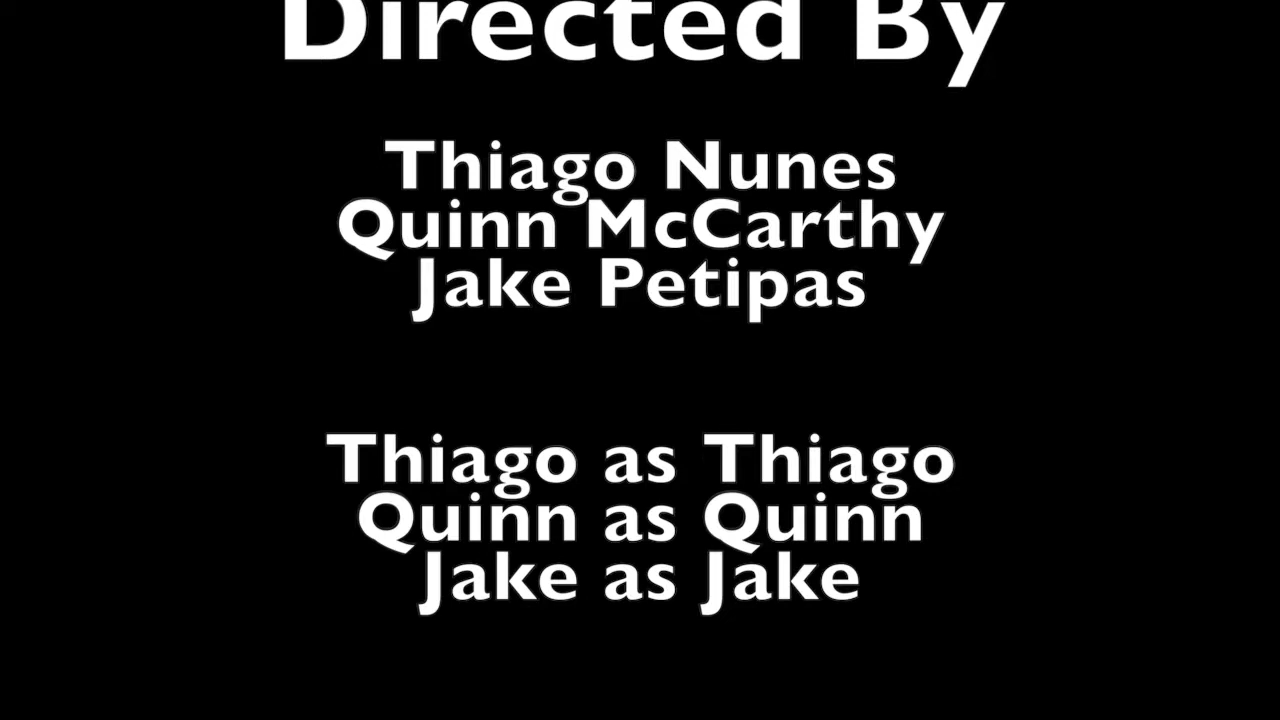 Directed By
Thiago Nunes
Quinn McCarthy
Jake Petipas
Thiago as Thiago
Quinn as Quinn
Jake as Jake